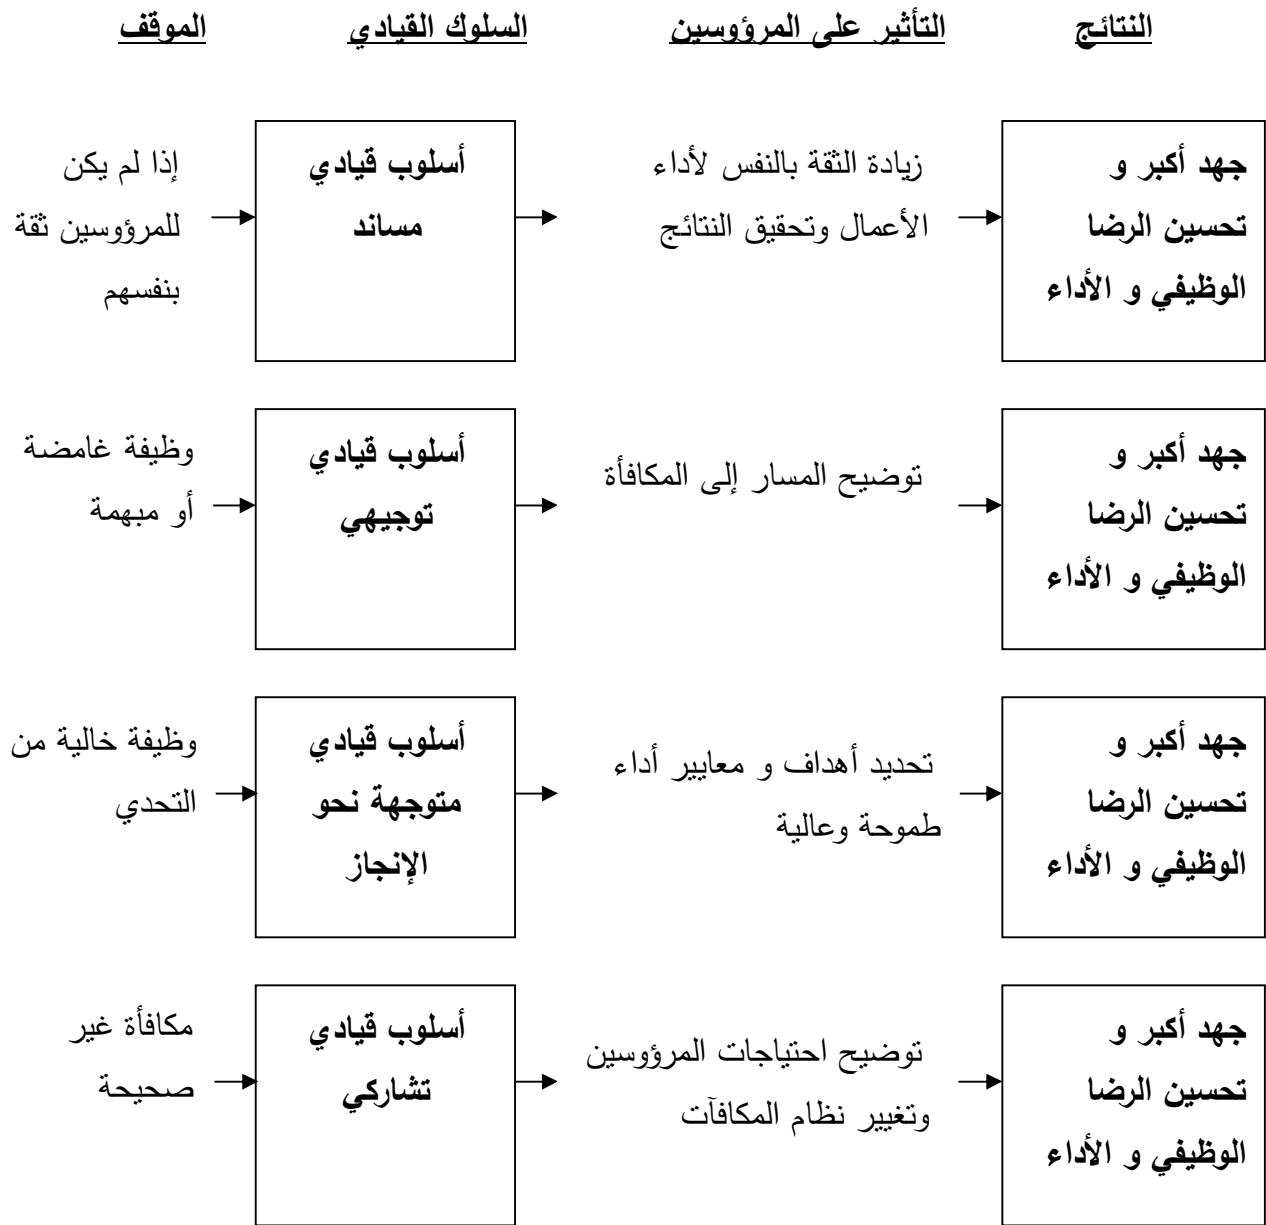 الموقف
السلوك القيادي
التأثير على المرؤوسين
النتائج
إذا لم يكن
للمرؤوسين ثقة
بنفسهم
أسلوب قيادي
مساند
زيادة الثقة بالنفس لأداء
الأعمال وتحقيق النتائج
جهد أكبر و
تحسين الرضا
الوظيفي و الأداء
وظيفة غامضة
أو مبهمة
أسلوب قيادي
توجيهي
توضيح المسار إلى المكافأة
جهد أكبر و
تحسين الرضا
الوظيفي و الأداء
وظيفة خالية من
التحدي
أسلوب قيادي
متوجهة نحو
الإنجاز
تحديد أهداف و معايير أداء
طموحة وعالية
جهد أكبر و
تحسين الرضا
الوظيفي و الأداء
مكافأة غير
صحيحة
أسلوب قيادي
تشاركي
توضيح احتياجات المرؤوسين
وتغيير نظام المكافآت
جهد أكبر و
تحسين الرضا
الوظيفي و الأداء